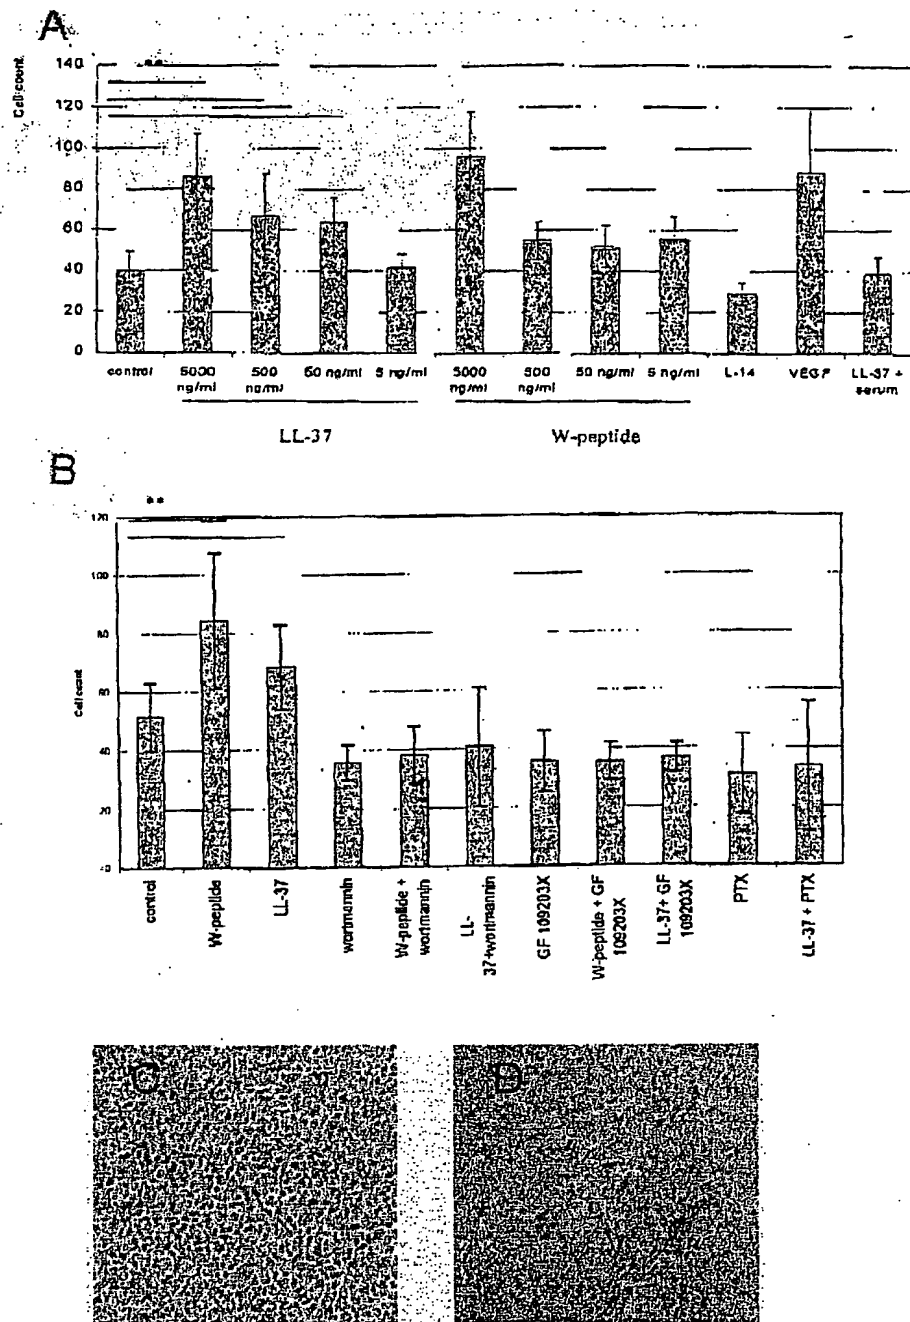 A
Cell count
**
140
120
100
80
60
40
20
0
control 5000 500 50 ng/ml 5 ng/ml 5000 500 50 ng/ml 5 ng/ml L-14 VEGF LL-37 +
ng/ml ng/ml ng/ml ng/ml serum
LL-37 W-peptide
B
**
120
100
80
60
40
20
Cell count
control
W-peptide
LL-37
wortmannin
W-peptide +
wortmannin
LL-
37+wortmannin
GF 109203X
W-peptide + GF
109203X
LL-37+ GF
109203X
PTX
LL-37 + PTX
C
D